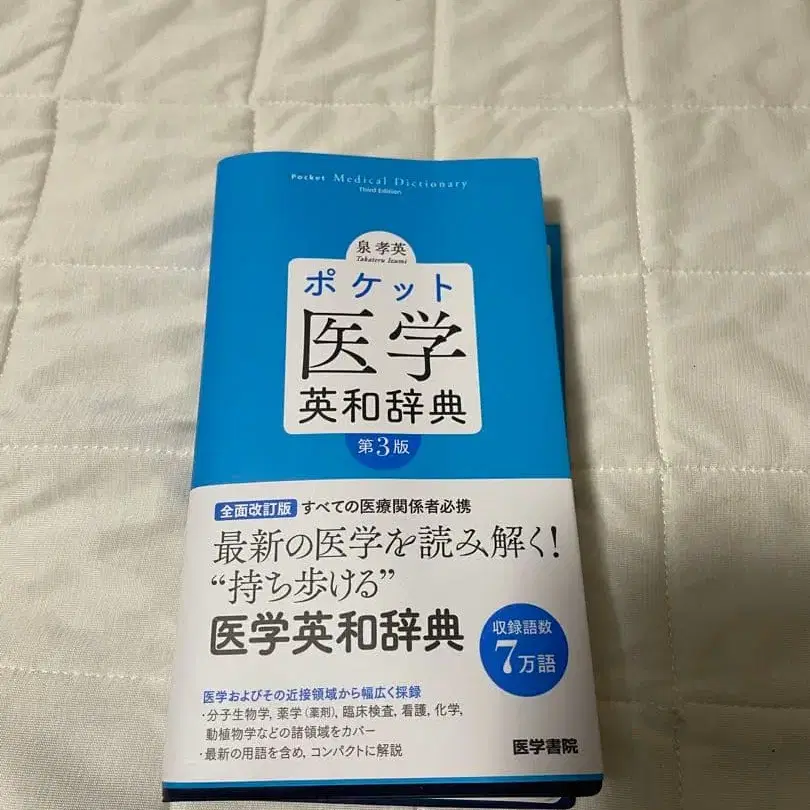 Pocket Medical Dictionary
Third Edition
泉 孝英
Takateru Izumi
ポケット
医学
英和辞典
第3版
全面改訂版 すべての医療関係者必携
最新の医学を読み解く!
“持ち歩ける”
医学英和辞典
収録語数
7万語
医学およびその近接領域から幅広く採録
・分子生物学, 薬学(薬剤), 臨床検査, 看護, 化学,
動植物学などの諸領域をカバー
・最新の用語を含め, コンパクトに解説
医学書院